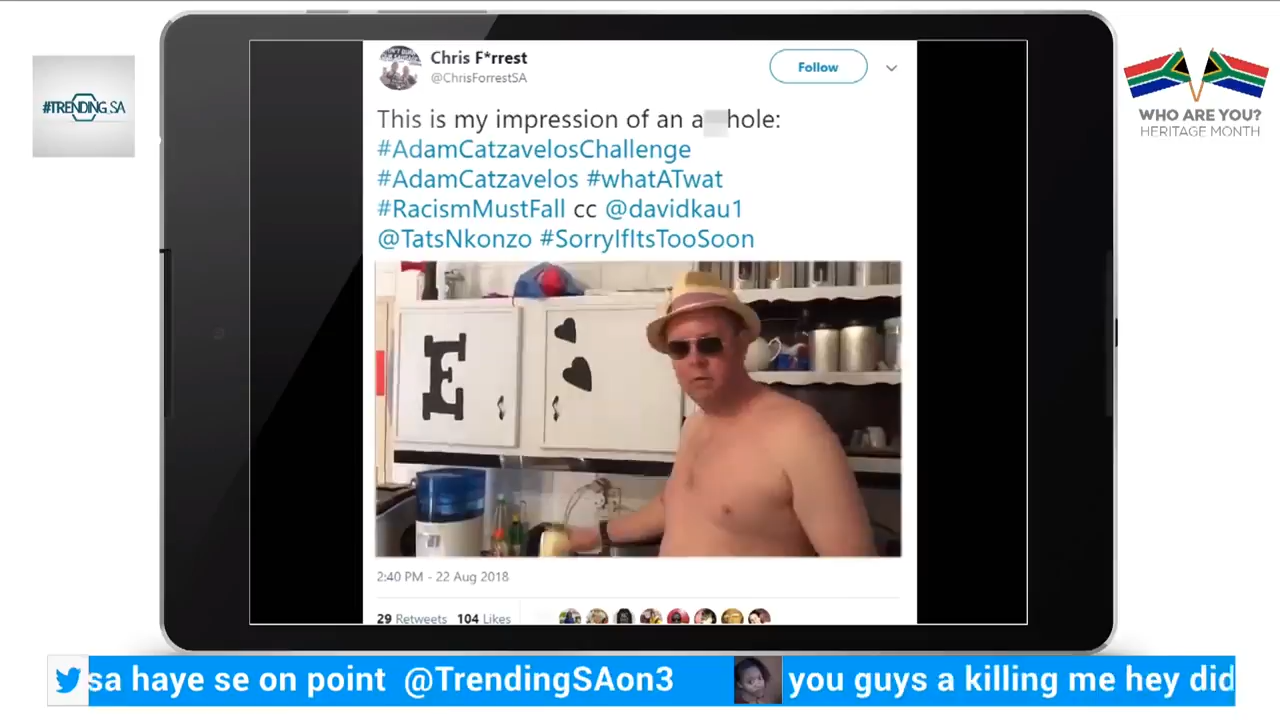 #TRENDING SA
Chris F*rrest
@ChrisForrestSA
Follow
This is my impression of an a hole:
#AdamCatzavelosChallenge
#AdamCatzavelos #whatATwat
#RacismMustFall cc @davidkau1
@TatsNkonzo #SorryIfItsTooSoon
E
2:40 PM - 22 Aug 2018
29 Retweets 104 Likes
WHO ARE YOU?
HERITAGE MONTH
sa haye se on point @TrendingSAon3
you guys a killing me hey did